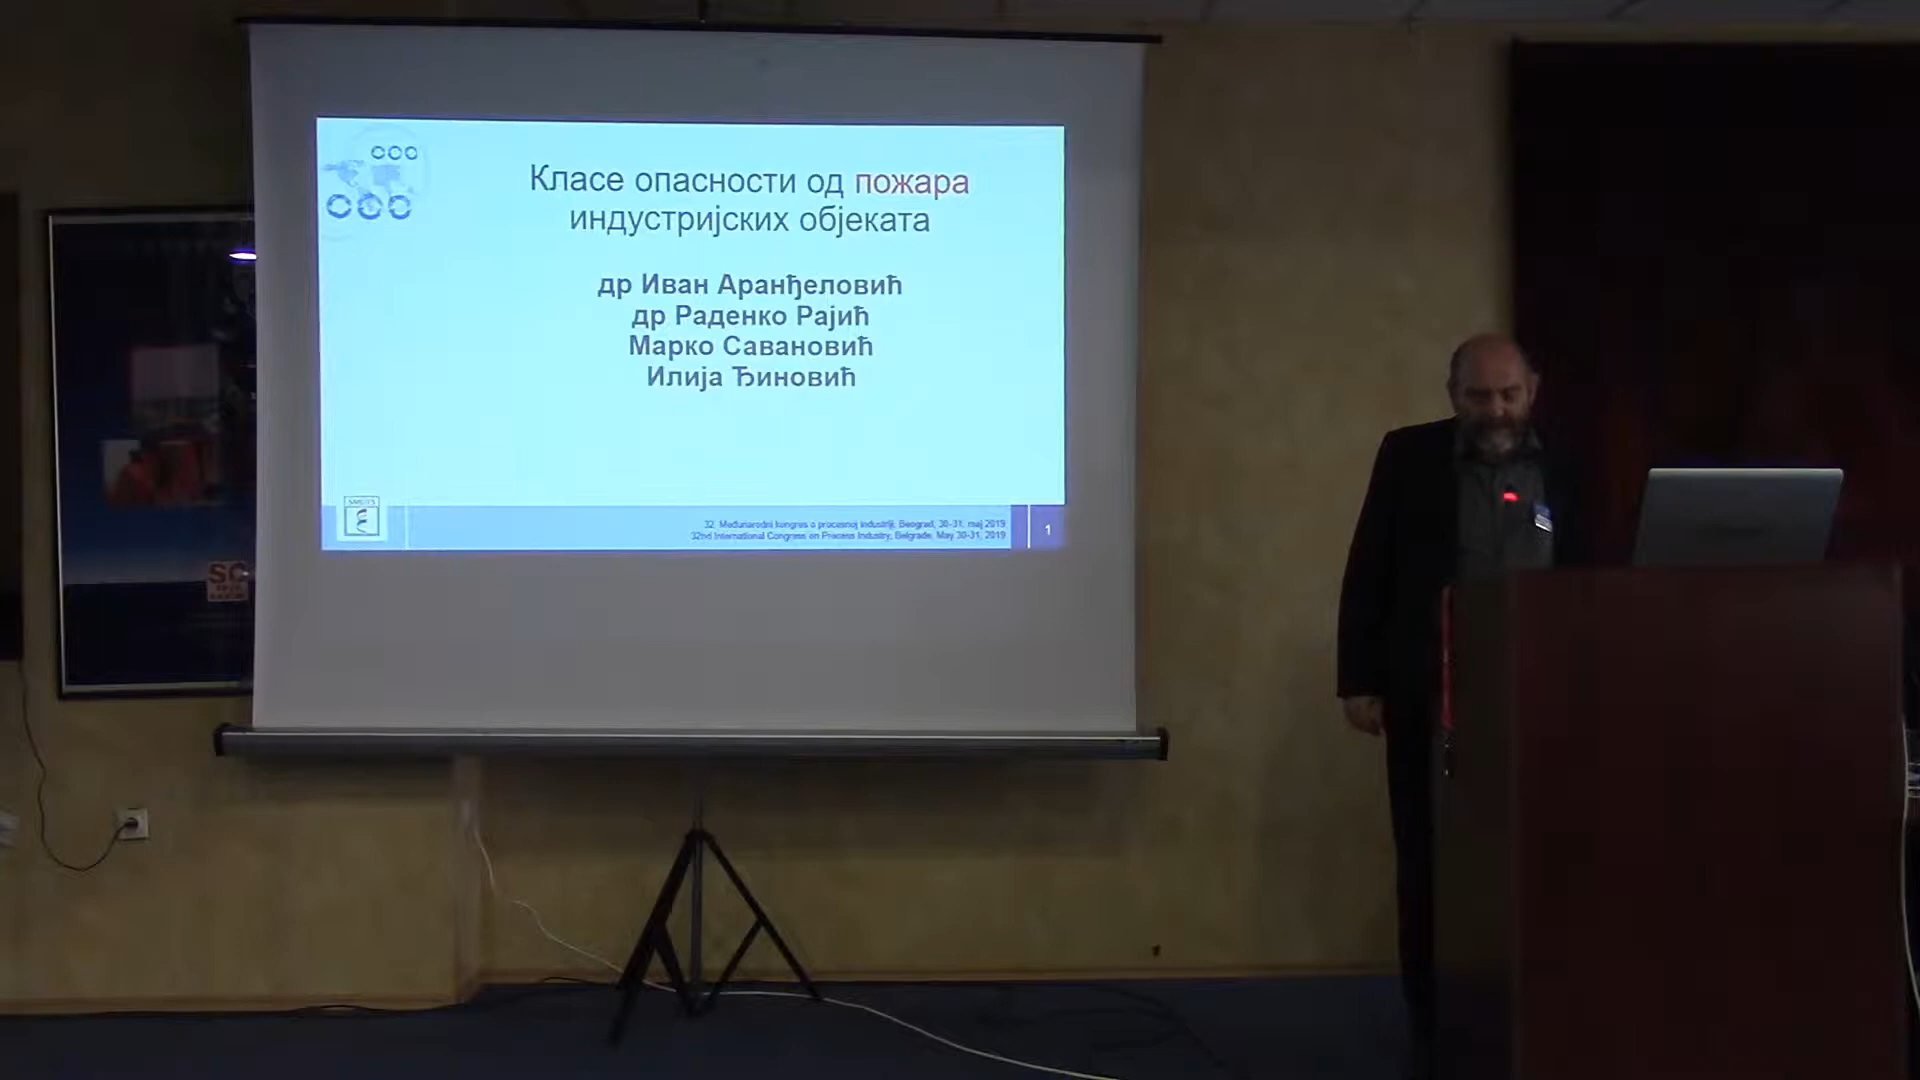 Класе опасности од пожара
индустријских објеката
др Иван Аранђеловић
др Раденко Рајић
Марко Савановић
Илија Ђиновић
SMEITS
32. Međunarodni kongres o procesnoj industriji, Beograd, 30-31. maj 2019
32nd International Congress on Process Industry, Belgrade, May 30-31, 2019
1